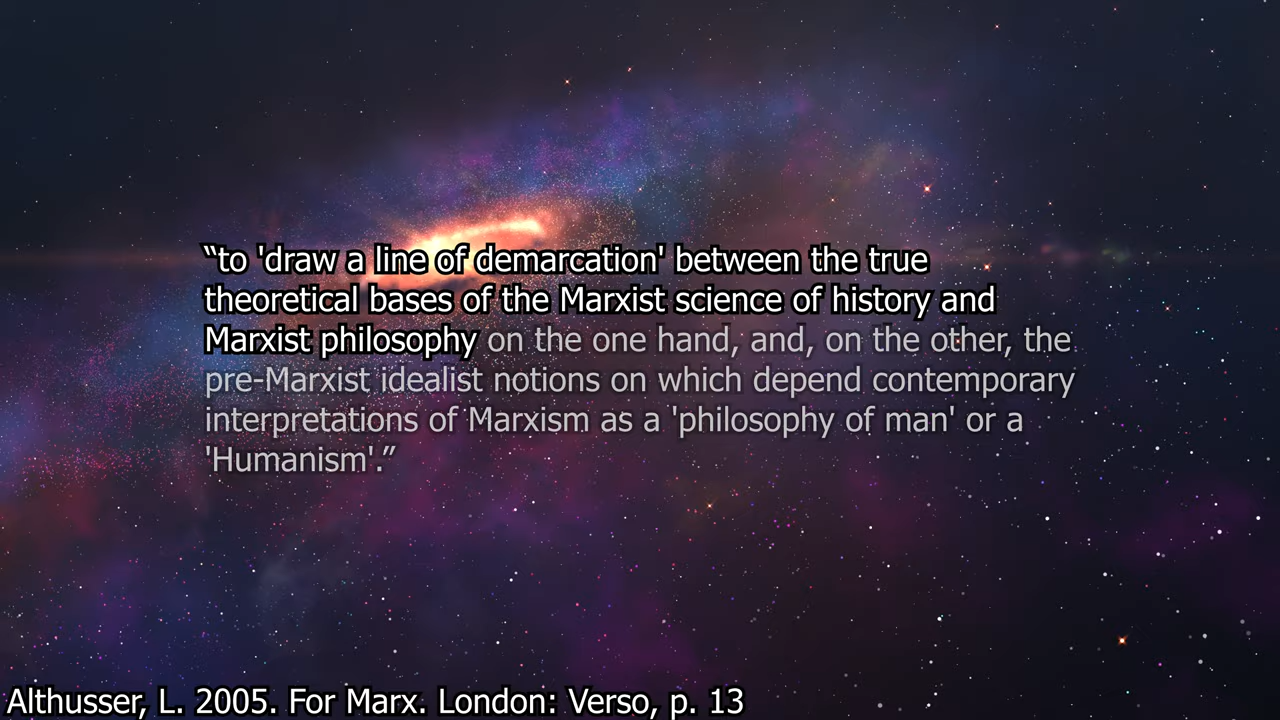 “to 'draw a line of demarcation' between the true
theoretical bases of the Marxist science of history and
Marxist philosophy on the one hand, and, on the other, the
pre-Marxist idealist notions on which depend contemporary
interpretations of Marxism as a 'philosophy of man' or a
'Humanism'.”
Althusser, L. 2005. For Marx. London: Verso, p. 13